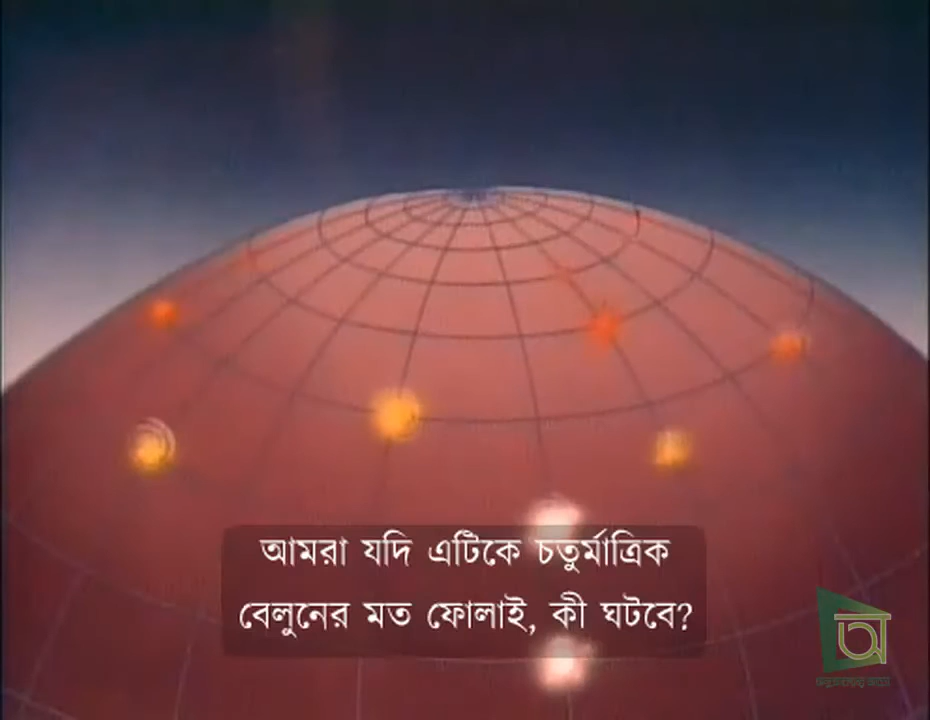 আমরা যদি এটিকে চতুর্মাত্রিক
বেলুনের মত ফোলাই, কী ঘটবে?
অ